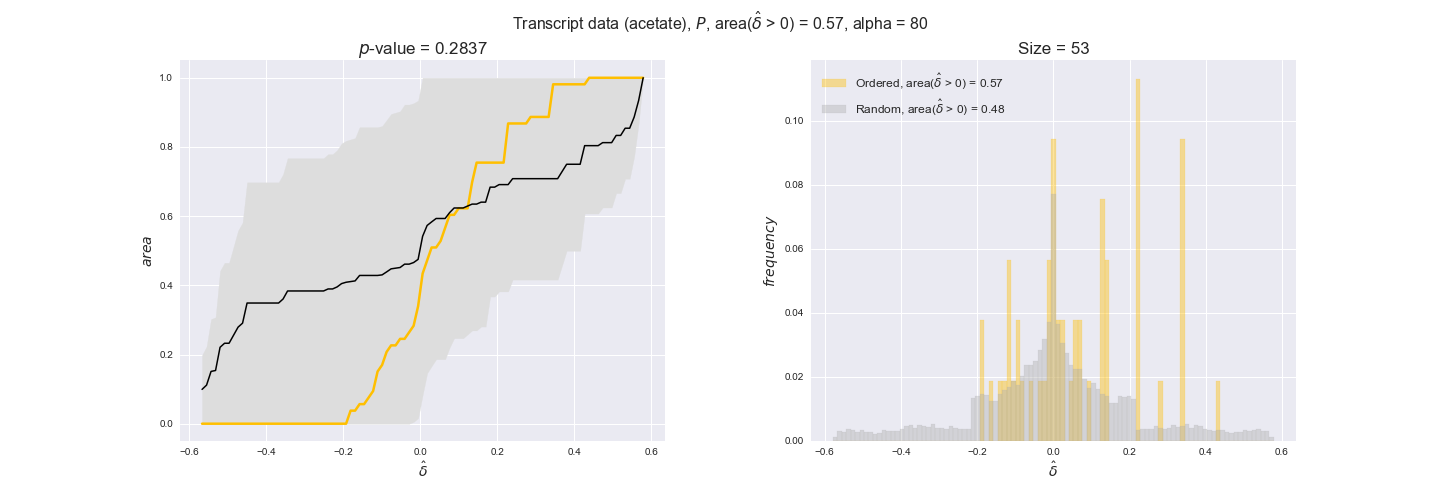 Transcript data (acetate), P, area(δ̂ > 0) = 0.57, alpha = 80
p-value = 0.2837
1.0
0.8
0.6
0.4
0.2
0.0
area
−0.6 −0.4 −0.2 0.0 0.2 0.4 0.6
δ̂
Size = 53
Ordered, area(δ̂ > 0) = 0.57
Random, area(δ̂ > 0) = 0.48
0.10
0.08
0.06
0.04
0.02
0.00
frequency
−0.6 −0.4 −0.2 0.0 0.2 0.4 0.6
δ̂